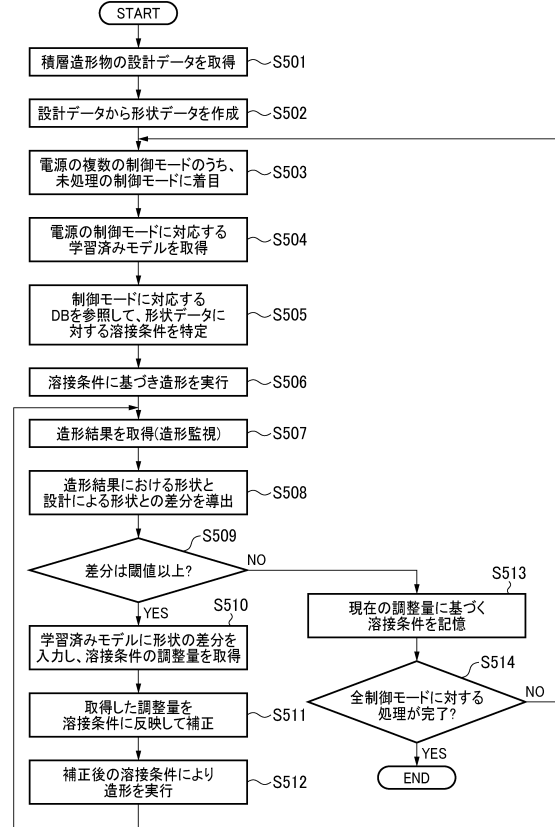 START
積層造形物の設計データを取得
S501
設計データから形状データを作成
S502
電源の複数の制御モードのうち、
未処理の制御モードに着目
S503
電源の制御モードに対応する
学習済みモデルを取得
S504
制御モードに対応する
DBを参照して、形状データに
対する溶接条件を特定
S505
溶接条件に基づき造形を実行
S506
造形結果を取得(造形監視)
S507
造形結果における形状と
設計による形状との差分を導出
S508
S509
差分は閾値以上?
NO
YES
S510
学習済みモデルに形状の差分を
入力し、溶接条件の調整量を取得
取得した調整量を
溶接条件に反映して補正
S511
補正後の溶接条件により
造形を実行
S512
S513
現在の調整量に基づく
溶接条件を記憶
S514
全制御モードに対する
処理が完了?
NO
YES
END